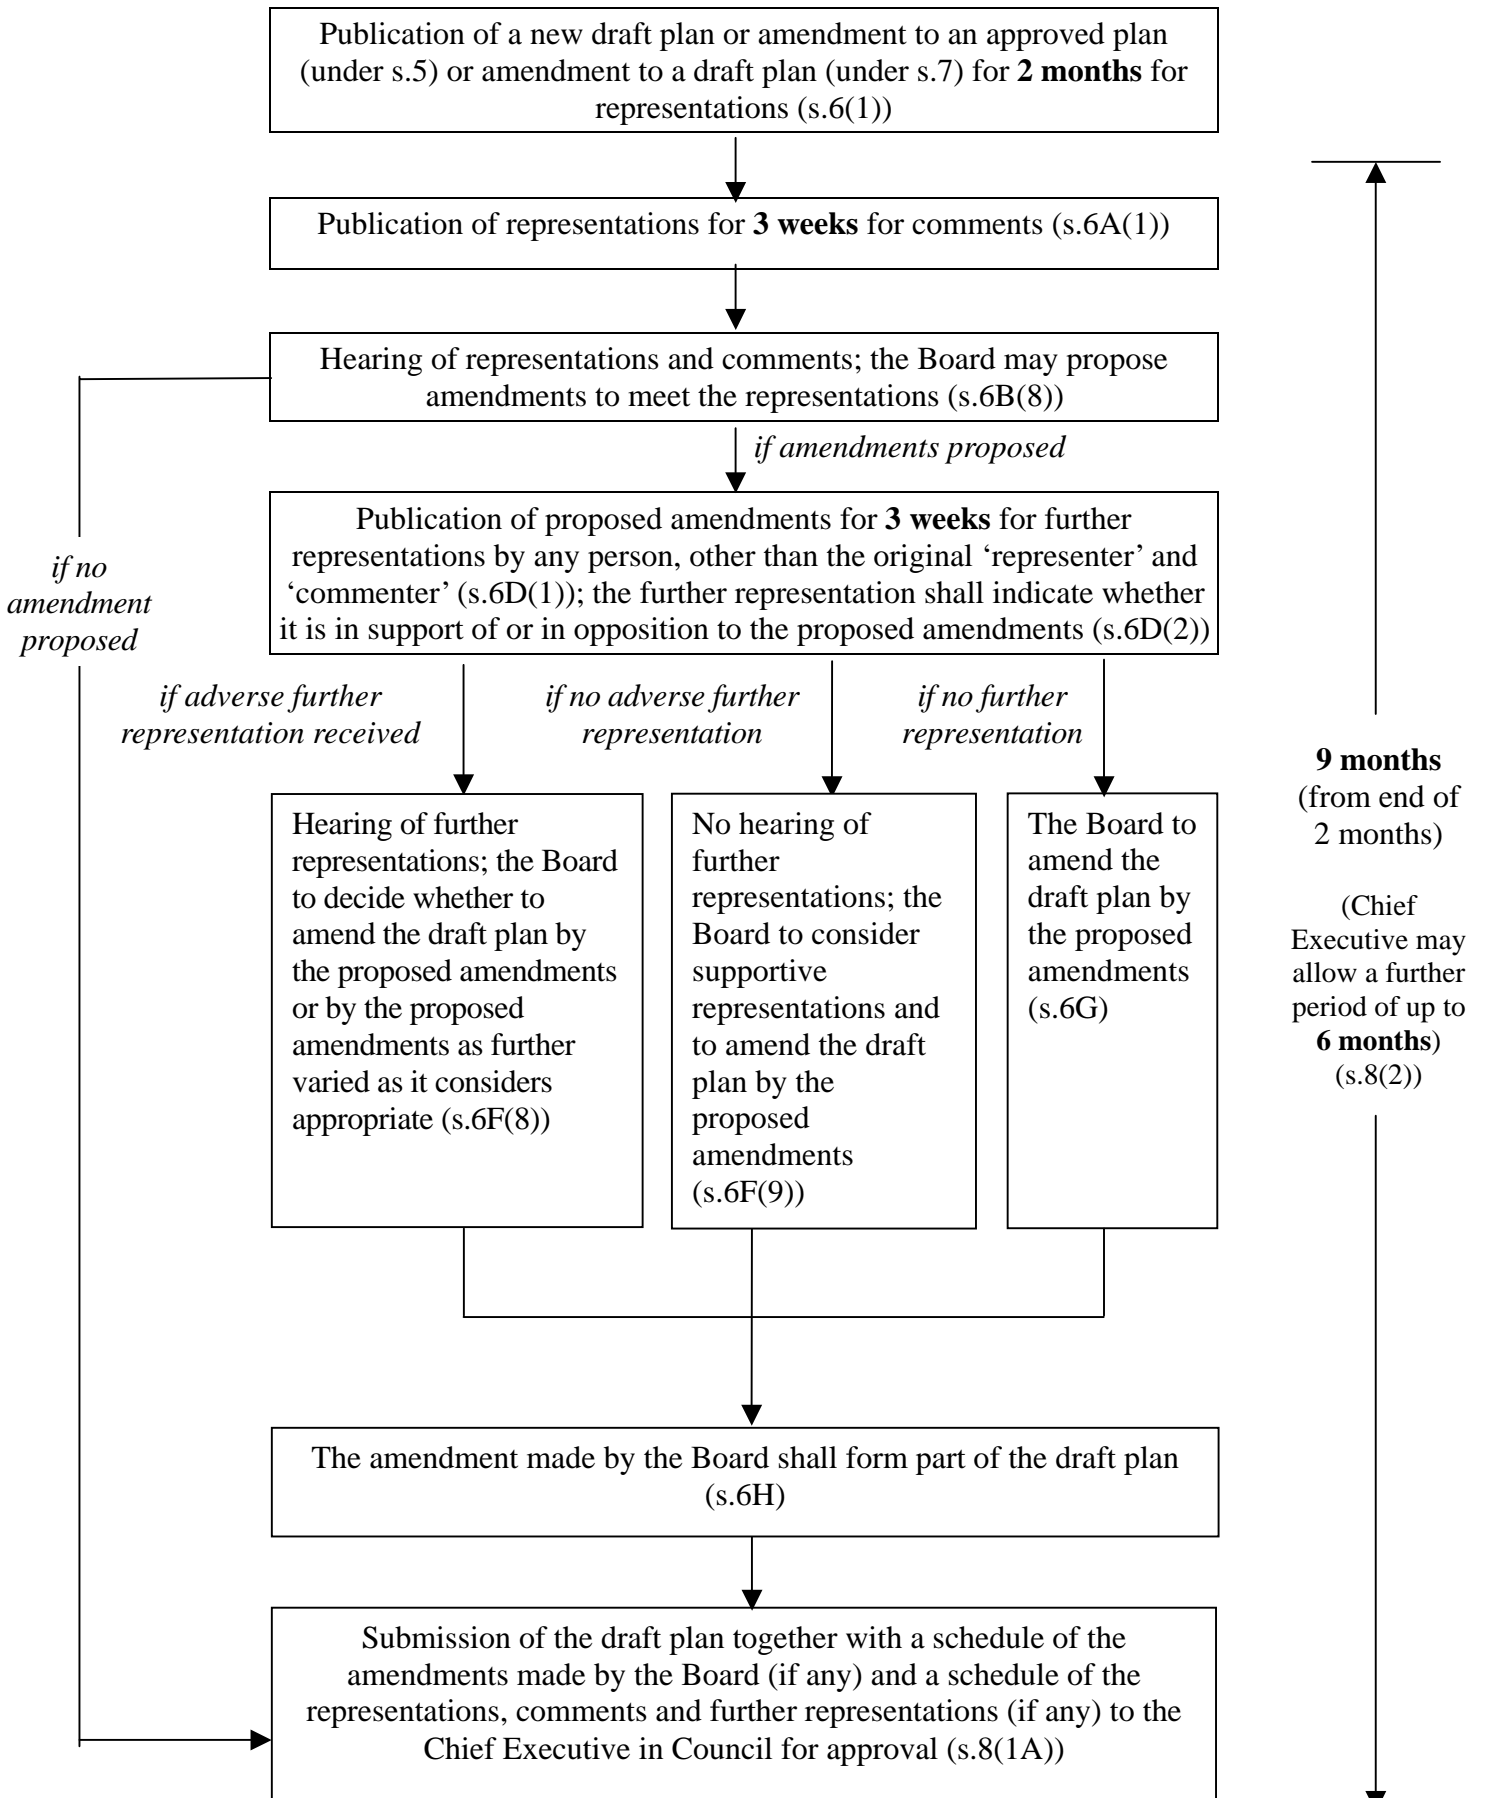 Publication of a new draft plan or amendment to an approved plan
(under s.5) or amendment to a draft plan (under s.7) for 2 months for
representations (s.6(1))
Publication of representations for 3 weeks for comments (s.6A(1))
Hearing of representations and comments; the Board may propose
amendments to meet the representations (s.6B(8))
if amendments proposed
Publication of proposed amendments for 3 weeks for further
representations by any person, other than the original ‘representer’ and
‘commenter’ (s.6D(1)); the further representation shall indicate whether
it is in support of or in opposition to the proposed amendments (s.6D(2))
if no
amendment
proposed
if adverse further
representation received
if no adverse further
representation
if no further
representation
Hearing of further
representations; the Board
to decide whether to
amend the draft plan by
the proposed amendments
or by the proposed
amendments as further
varied as it considers
appropriate (s.6F(8))
No hearing of
further
representations; the
Board to consider
supportive
representations and
to amend the draft
plan by the
proposed
amendments
(s.6F(9))
The Board to
amend the
draft plan by
the proposed
amendments
(s.6G)
9 months
(from end of
2 months)
(Chief
Executive may
allow a further
period of up to
6 months)
(s.8(2))
The amendment made by the Board shall form part of the draft plan
(s.6H)
Submission of the draft plan together with a schedule of the
amendments made by the Board (if any) and a schedule of the
representations, comments and further representations (if any) to the
Chief Executive in Council for approval (s.8(1A))